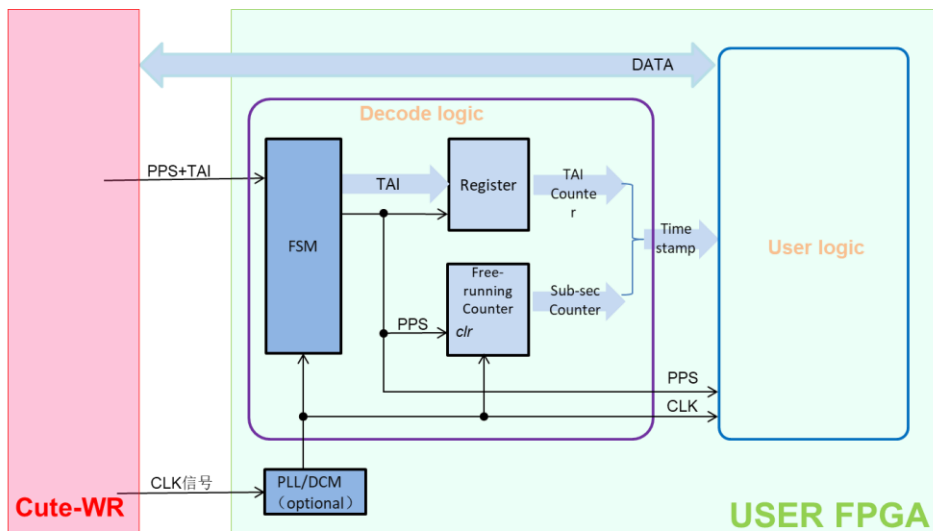 DATA
Decode logic
PPS+TAI
FSM
TAI
Register
TAI
Counte
r
Time
stamp
User logic
Free-
running
Counter
clr
PPS
Sub-sec
Counter
PPS
CLK
CLK信号
PLL/DCM
（optional）
Cute-WR
USER FPGA